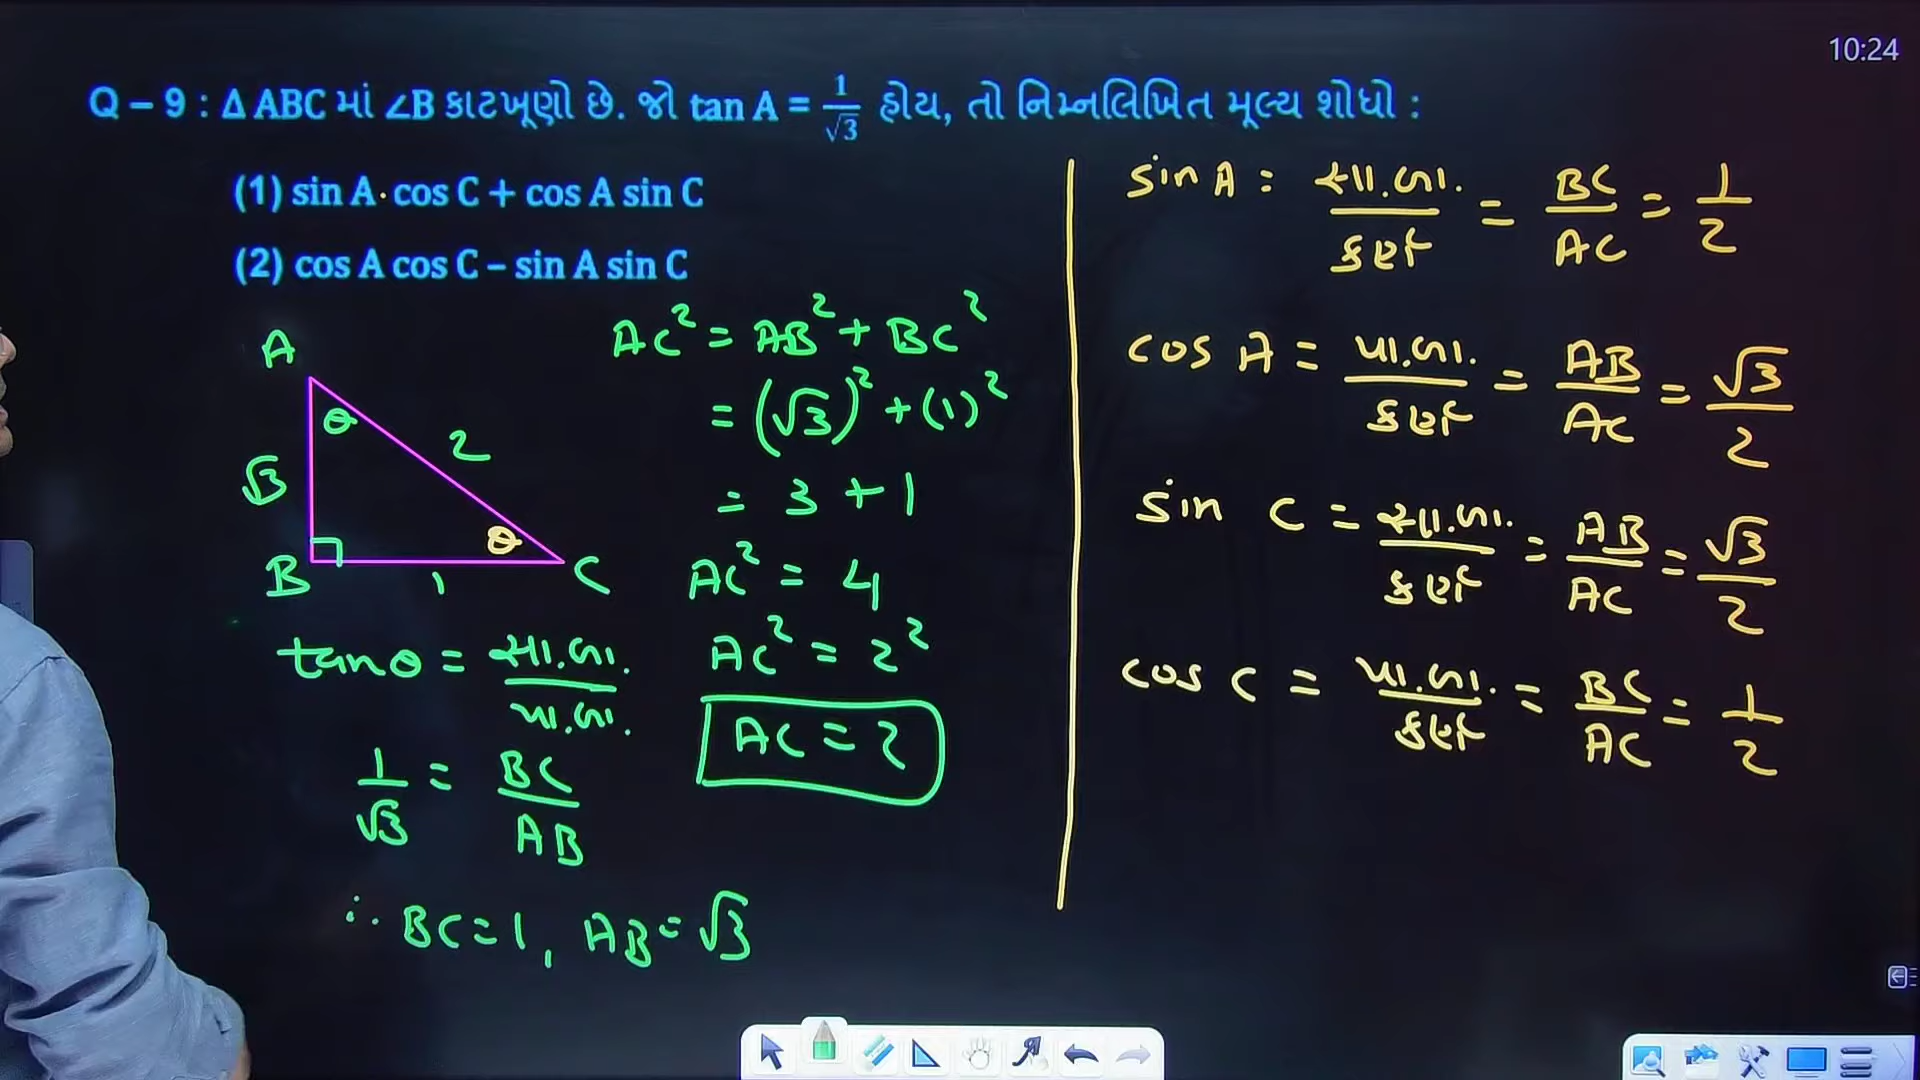 10:24
Q – 9 : Δ ABC માં ∠B કાટખૂણો છે. જો tan A = 1/√3 હોય, તો નિમ્નલિખિત મૂલ્ય શોધો :
(1) sin A · cos C + cos A sin C
(2) cos A cos C – sin A sin C
A
θ
2
√3
B
θ
1
C
tanθ = સા.બા. / પા.બા.
1/√3 = BC/AB
∴ BC = 1, AB = √3
AC² = AB² + BC²
= (√3)² + (1)²
= 3 + 1
AC² = 4
AC² = 2²
AC = 2
sin A = સા.બા./કર્ણ = BC/AC = 1/2
cos A = પા.બા./કર્ણ = AB/AC = √3/2
sin C = સા.બા./કર્ણ = AB/AC = √3/2
cos C = પા.બા./કર્ણ = BC/AC = 1/2